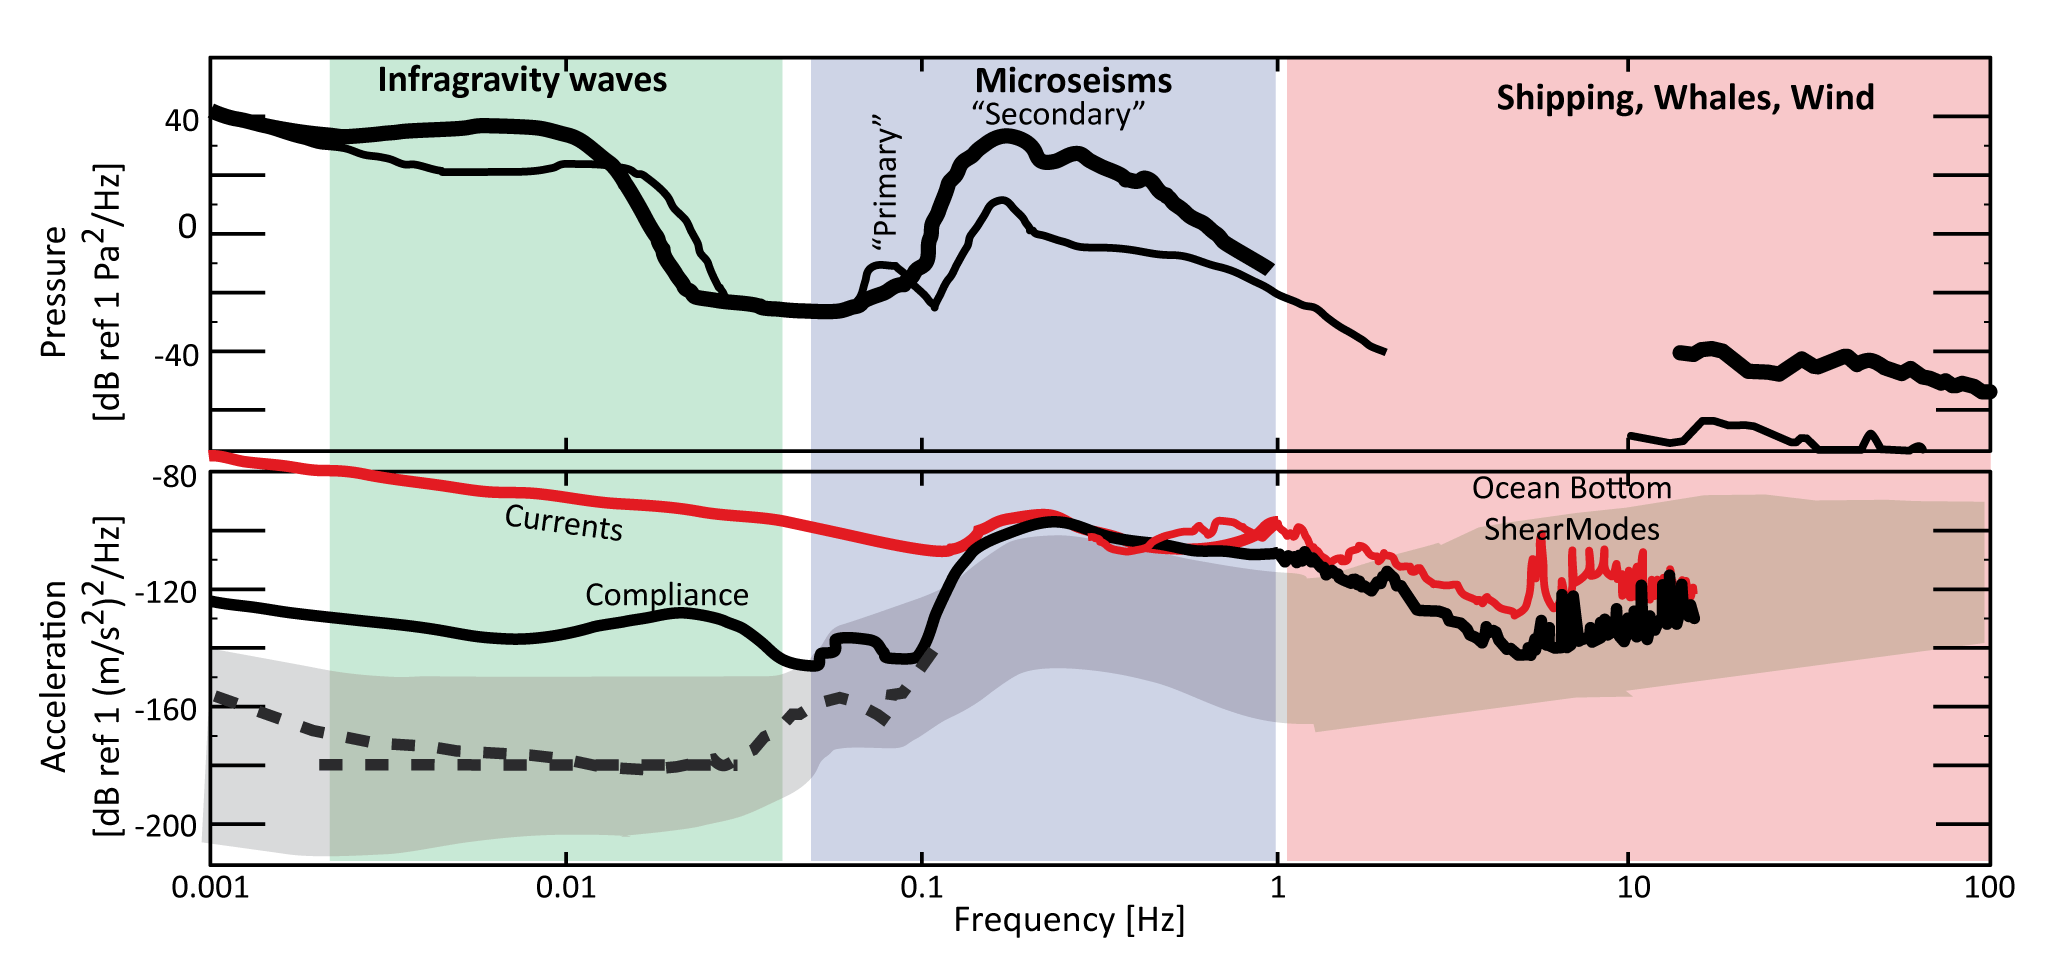 Infragravity waves
Microseisms
"Secondary"
"Primary"
Shipping, Whales, Wind
40
0
-40
Pressure
[dB ref 1 Pa²/Hz]
-80
-120
-160
-200
Acceleration
[dB ref 1 (m/s²)²/Hz]
Currents
Compliance
Ocean Bottom
ShearModes
0.001
0.01
0.1
1
10
100
Frequency [Hz]